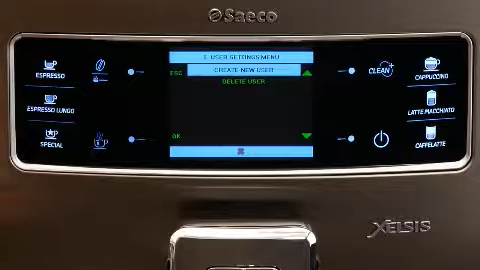 Saeco
2. USER SETTINGS MENU
ESC
CREATE NEW USER
DELETE USER
OK
ESPRESSO
ESPRESSO LUNGO
SPECIAL
CLEAN
CAPPUCCINO
LATTE MACCHIATO
CAFFELATTE
XELSIS